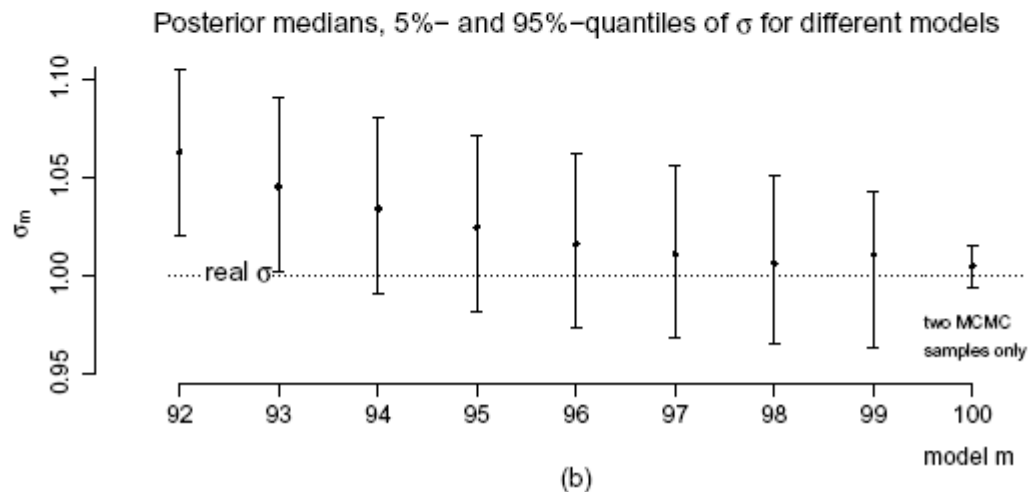 Posterior medians, 5%− and 95%−quantiles of σ for different models
σm
1.10
1.05
1.00
0.95
real σ
two MCMC
samples only
92 93 94 95 96 97 98 99 100
model m
(b)